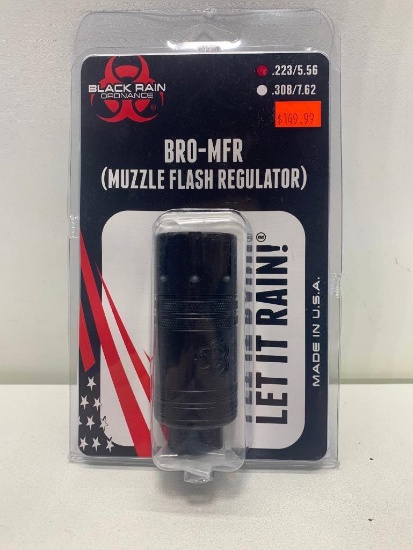 BLACK RAIN
ORDNANCE
.223/5.56
.308/7.62
$149.99
BRO-MFR
(MUZZLE FLASH REGULATOR)
LET IT RAIN!
MADE IN U.S.A.